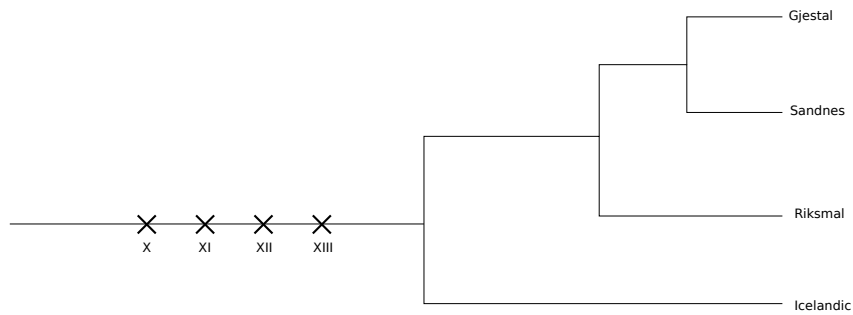 Gjestal
Sandnes
Riksmal
X XI XII XIII
Icelandic